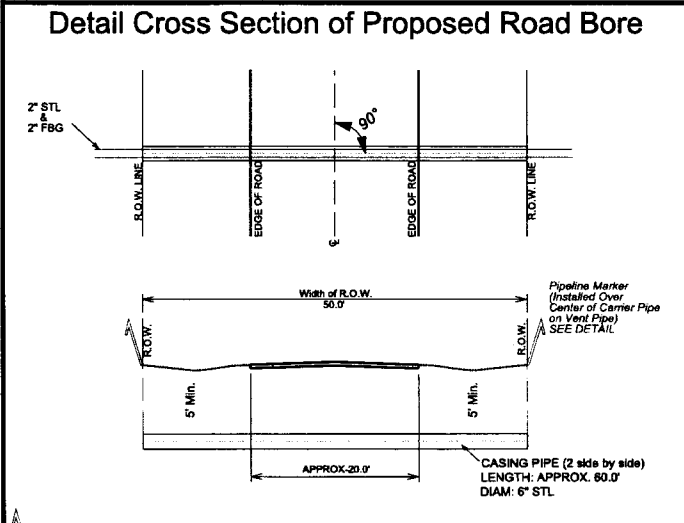 Detail Cross Section of Proposed Road Bore
2" STL
&
2" FBG
90°
R.O.W. LINE
EDGE OF ROAD
EDGE OF ROAD
R.O.W. LINE
℄
Width of R.O.W.
50.0'
Pipeline Marker
(Installed Over
Center of Carrier Pipe
on Vent Pipe)
SEE DETAIL
R.O.W.
R.O.W.
5' Min.
5' Min.
APPROX-20.0'
CASING PIPE (2 side by side)
LENGTH: APPROX. 60.0'
DIAM: 6" STL